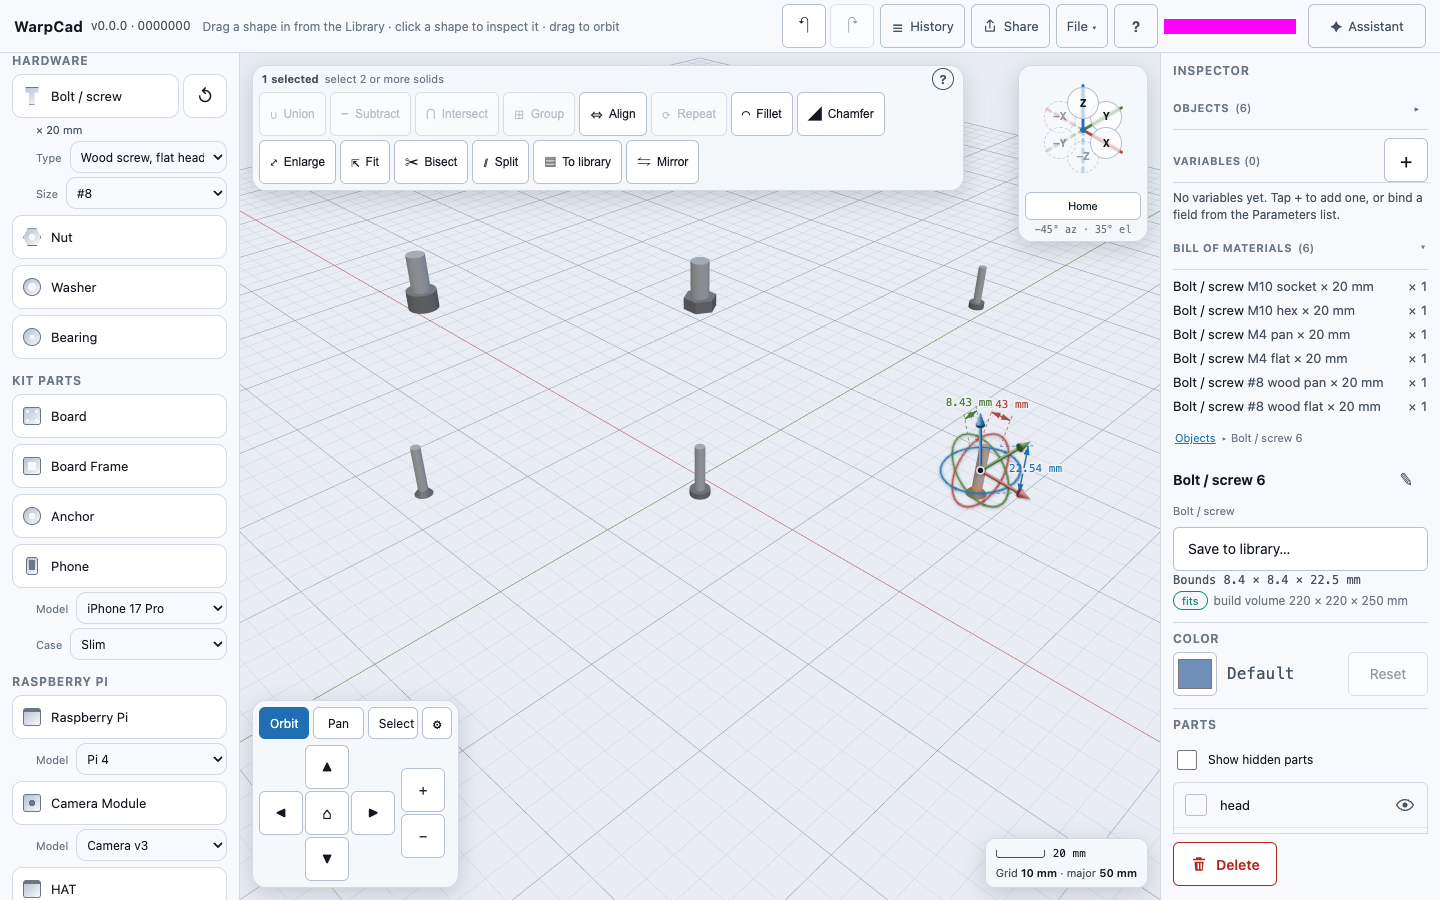 WarpCad v0.0.0 · 0000000 Drag a shape in from the Library · click a shape to inspect it · drag to orbit
History
Share
File
?
Assistant
HARDWARE
Bolt / screw
× 20 mm
Type Wood screw, flat head
Size #8
Nut
Washer
Bearing
KIT PARTS
Board
Board Frame
Anchor
Phone
Model iPhone 17 Pro
Case Slim
RASPBERRY PI
Raspberry Pi
Model Pi 4
Camera Module
Model Camera v3
HAT
1 selected select 2 or more solids
?
Union
Subtract
Intersect
Group
Align
Repeat
Fillet
Chamfer
Enlarge
Fit
Bisect
Split
To library
Mirror
Z
−X
Y
−Y
X
−Z
Home
−45° az · 35° el
8.43 mm
43 mm
22.54 mm
Orbit
Pan
Select
+
−
20 mm
Grid 10 mm · major 50 mm
INSPECTOR
OBJECTS (6)
VARIABLES (0)
+
No variables yet. Tap + to add one, or bind a
field from the Parameters list.
BILL OF MATERIALS (6)
Bolt / screw M10 socket × 20 mm × 1
Bolt / screw M10 hex × 20 mm × 1
Bolt / screw M4 pan × 20 mm × 1
Bolt / screw M4 flat × 20 mm × 1
Bolt / screw #8 wood pan × 20 mm × 1
Bolt / screw #8 wood flat × 20 mm × 1
Objects ▸ Bolt / screw 6
Bolt / screw 6
Bolt / screw
Save to library...
Bounds 8.4 × 8.4 × 22.5 mm
fits build volume 220 × 220 × 250 mm
COLOR
Default
Reset
PARTS
Show hidden parts
head
Delete